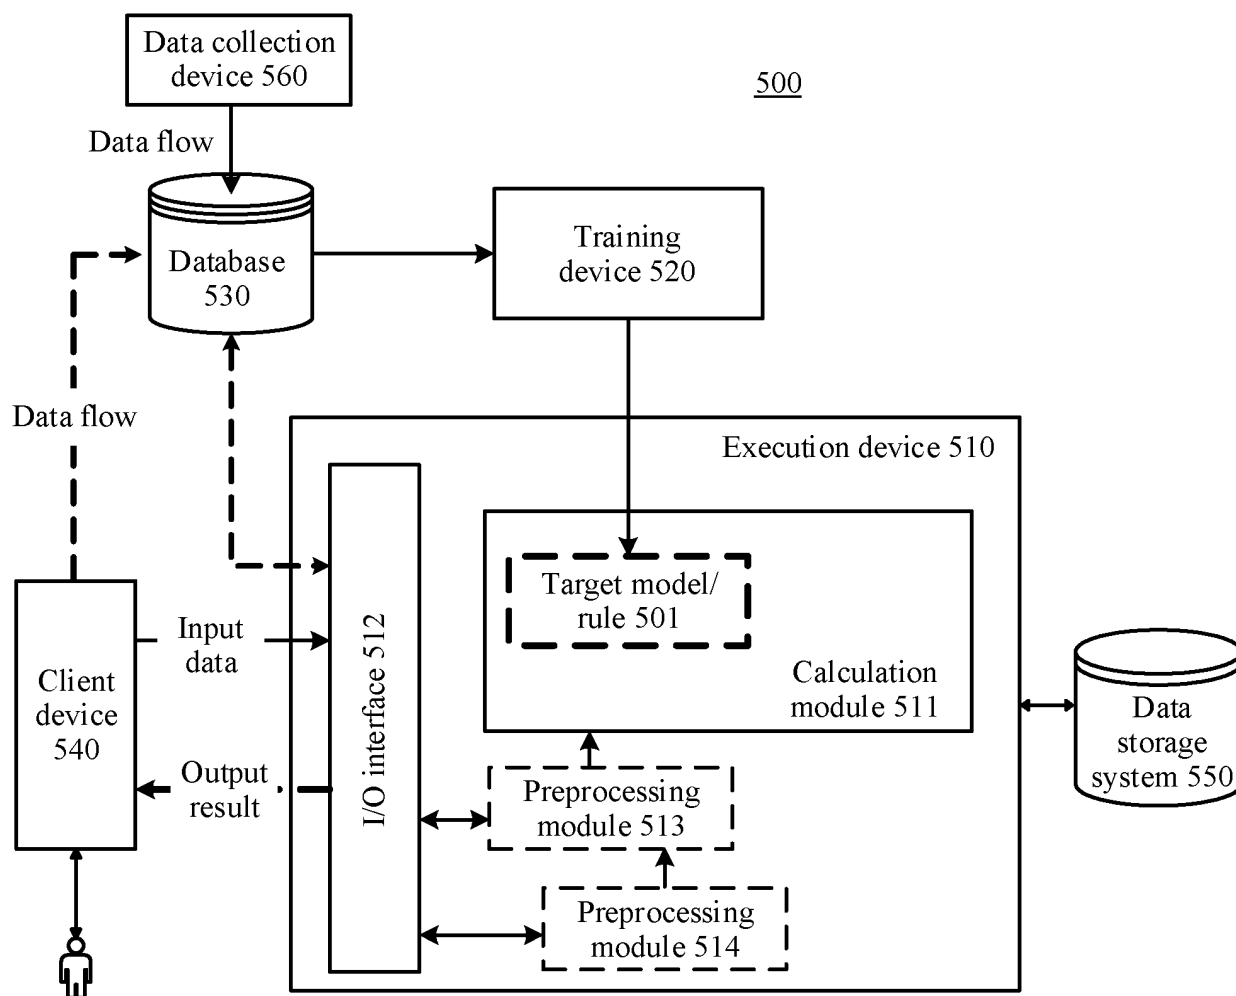 Data collection
device 560
500
Data flow
Training
device 520
Database
530
Data flow
Execution device 510
Target model/
rule 501
Input
data
I/O interface 512
Calculation
module 511
Client
device
540
Data
storage
system 550
Output
result
Preprocessing
module 513
Preprocessing
module 514